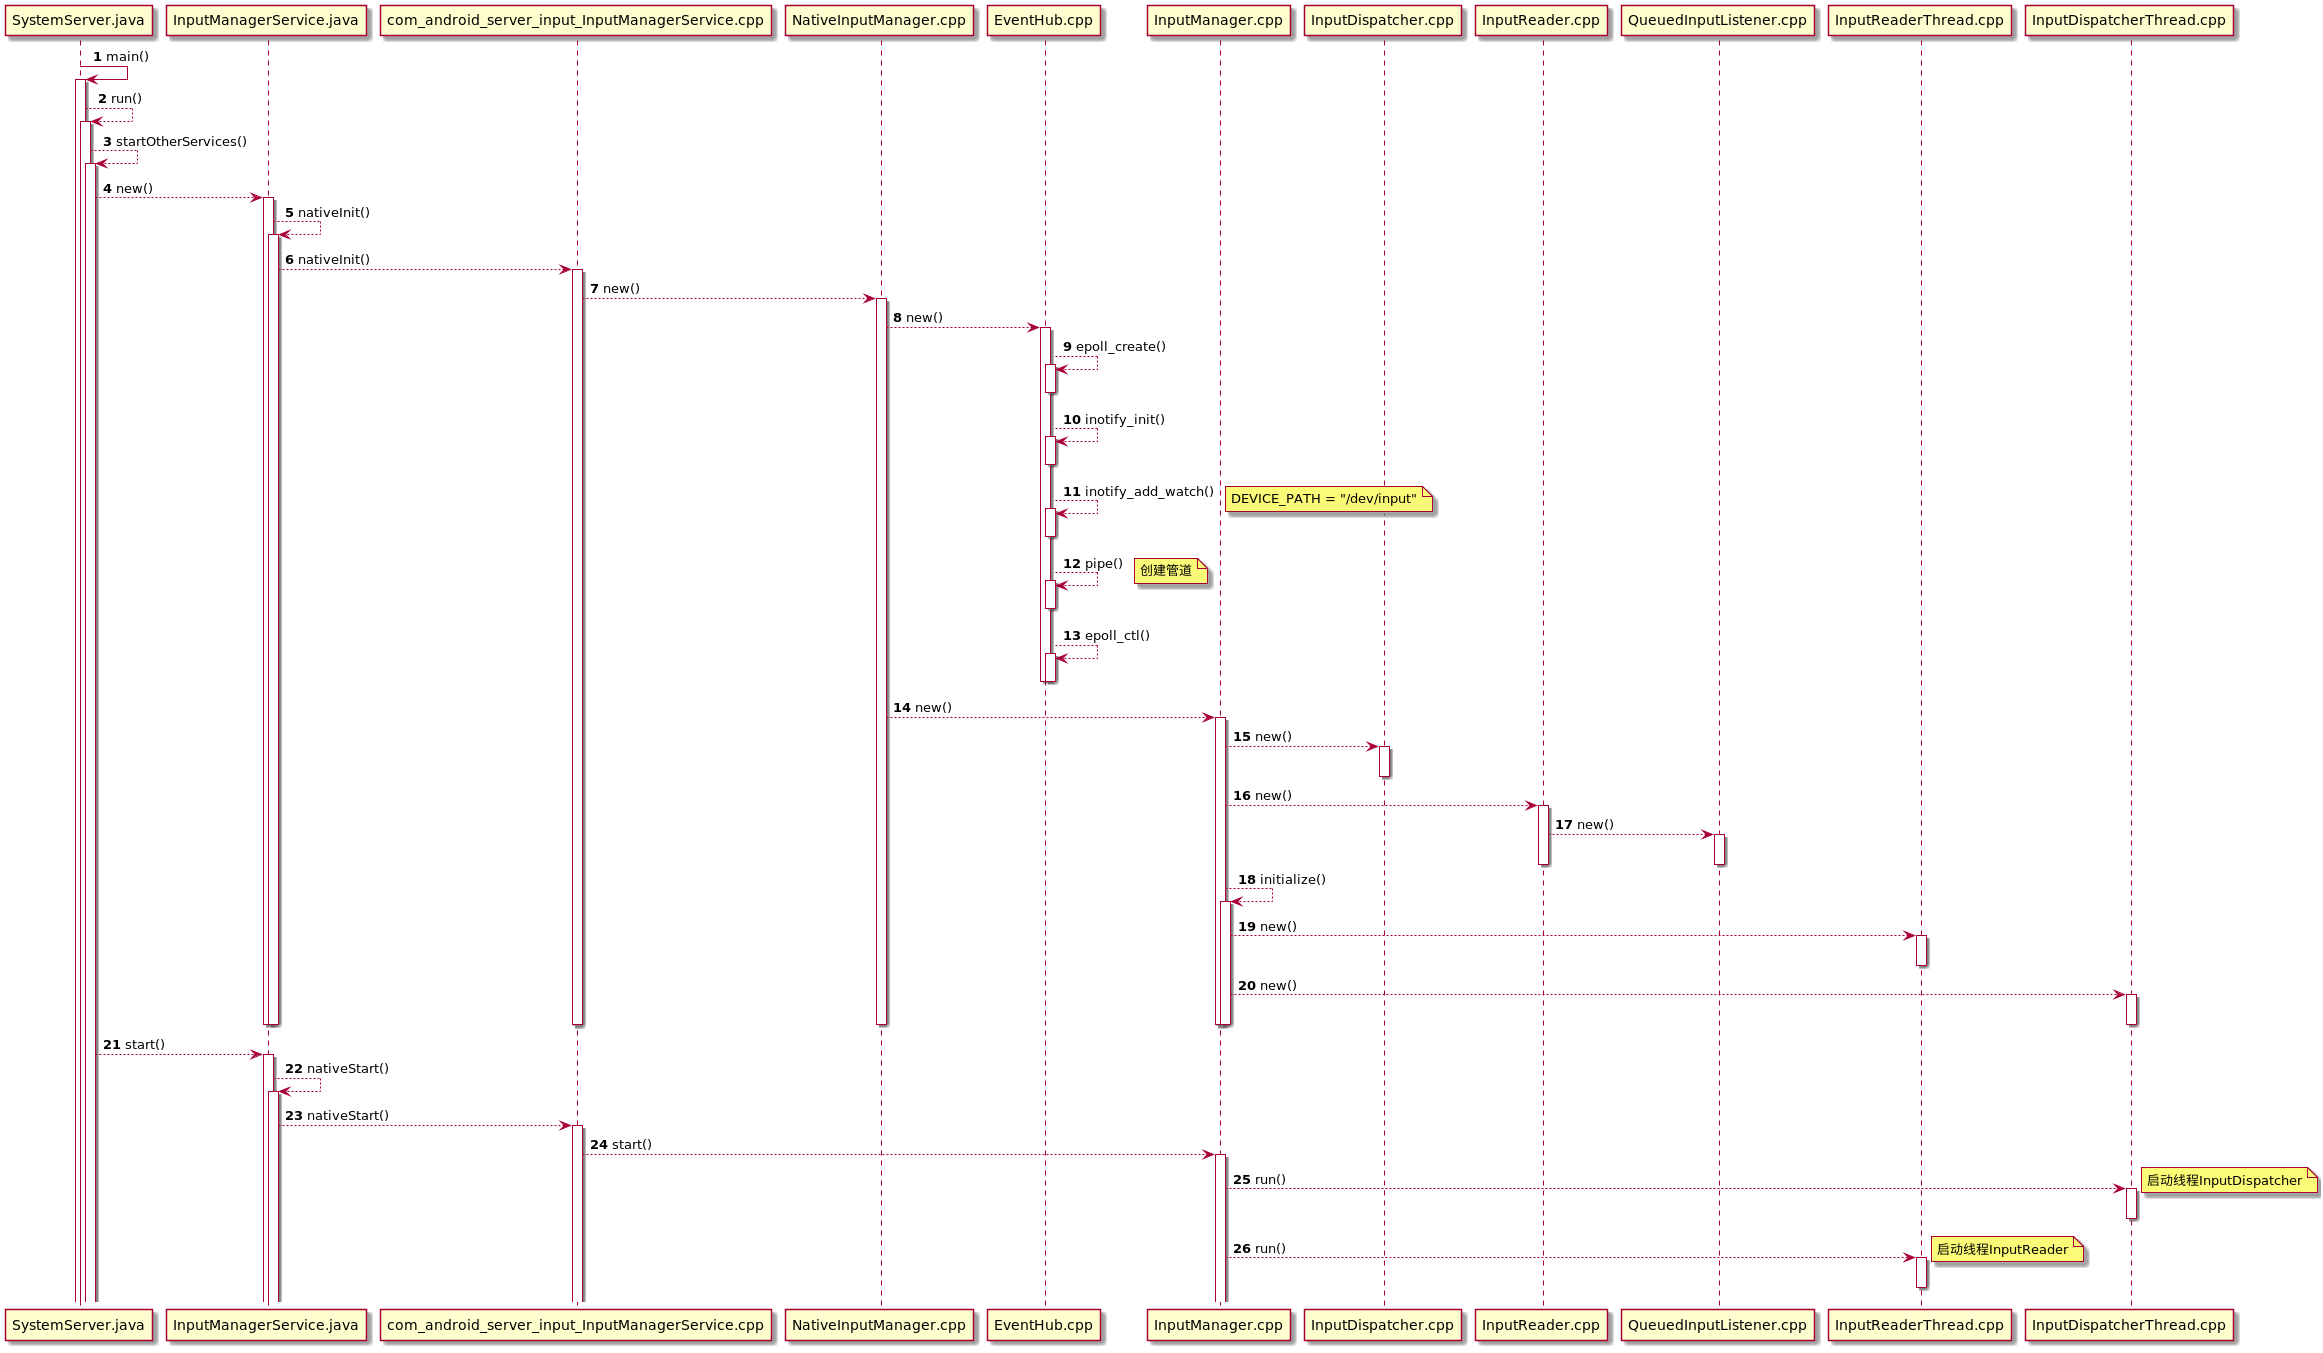 SystemServer.java
InputManagerService.java
com_android_server_input_InputManagerService.cpp
NativeInputManager.cpp
EventHub.cpp
InputManager.cpp
InputDispatcher.cpp
InputReader.cpp
QueuedInputListener.cpp
InputReaderThread.cpp
InputDispatcherThread.cpp
1 main()
2 run()
3 startOtherServices()
4 new()
5 nativeInit()
6 nativeInit()
7 new()
8 new()
9 epoll_create()
10 inotify_init()
11 inotify_add_watch()
DEVICE_PATH = "/dev/input"
12 pipe()
创建管道
13 epoll_ctl()
14 new()
15 new()
16 new()
17 new()
18 initialize()
19 new()
20 new()
21 start()
22 nativeStart()
23 nativeStart()
24 start()
25 run()
启动线程InputDispatcher
26 run()
启动线程InputReader
SystemServer.java
InputManagerService.java
com_android_server_input_InputManagerService.cpp
NativeInputManager.cpp
EventHub.cpp
InputManager.cpp
InputDispatcher.cpp
InputReader.cpp
QueuedInputListener.cpp
InputReaderThread.cpp
InputDispatcherThread.cpp